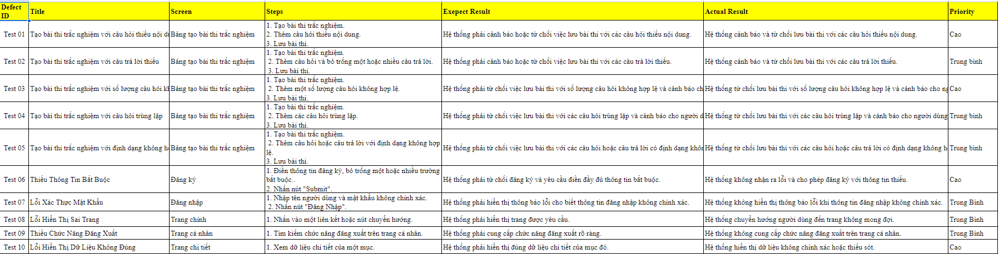 Defect ID Title Screen Steps Exepect Result Actual Result Priority
Test 01 Tạo bài thi trắc nghiệm với câu hỏi thiếu nội Bảng tạo bài thi trắc nghiệm
1. Tạo bài thi trắc nghiệm.
2. Thêm câu hỏi thiếu nội dung.
3. Lưu bài thi.
Hệ thống phải cảnh báo hoặc từ chối việc lưu bài thi với các câu hỏi thiếu nội dung.
Hệ thống cảnh báo và từ chối lưu bài thi với các câu hỏi thiếu nội dung.
Cao
Test 02 Tạo bài thi trắc nghiệm với câu trả lời thiếu Bảng tạo bài thi trắc nghiệm
1. Tạo bài thi trắc nghiệm.
2. Thêm câu hỏi và bỏ trống một hoặc nhiều câu trả lời.
3. Lưu bài thi.
Hệ thống phải cảnh báo hoặc từ chối việc lưu bài thi với các câu trả lời thiếu.
Hệ thống cảnh báo và từ chối lưu bài thi với các câu trả lời thiếu.
Trung bình
Test 03 Tạo bài thi trắc nghiệm với số lượng câu hỏi Bảng tạo bài thi trắc nghiệm
1. Tạo bài thi trắc nghiệm.
2. Thêm một số lượng câu hỏi không hợp lệ.
3. Lưu bài thi.
Hệ thống phải từ chối việc lưu bài thi với số lượng câu hỏi không hợp lệ và cảnh báo
Hệ thống từ chối lưu bài thi với số lượng câu hỏi không hợp lệ và cảnh báo cho
Cao
Test 04 Tạo bài thi trắc nghiệm với câu hỏi trùng lặp Bảng tạo bài thi trắc nghiệm
1. Tạo bài thi trắc nghiệm.
2. Thêm các câu hỏi trùng lặp.
3. Lưu bài thi.
Hệ thống phải từ chối việc lưu bài thi với các câu hỏi trùng lặp và cảnh báo cho người
Hệ thống từ chối lưu bài thi với các câu hỏi trùng lặp và cảnh báo cho người dùng
Trung bình
Test 05 Tạo bài thi trắc nghiệm với định dạng không Bảng tạo bài thi trắc nghiệm
1. Tạo bài thi trắc nghiệm.
2. Thêm câu hỏi hoặc câu trả lời với định dạng không hợp
lệ.
3. Lưu bài thi.
Hệ thống phải từ chối việc lưu bài thi với các câu hỏi hoặc câu trả lời có định dạng
Hệ thống từ chối lưu bài thi với các câu hỏi hoặc câu trả lời có định dạng không
Trung bình
Test 06 Thiếu Thông Tin Bắt Buộc Đăng ký
1. Điền thông tin đăng ký, bỏ trống một hoặc nhiều trường
bắt buộc..
2. Nhấn nút "Submit".
Hệ thống phải từ chối đăng ký và yêu cầu điền đầy đủ thông tin bắt buộc.
Hệ thống không nhận ra lỗi và cho phép đăng ký với thông tin thiếu.
Cao
Test 07 Lỗi Xác Thực Mật Khẩu Đăng nhập
1. Nhập tên người dùng và mật khẩu không chính xác.
2. Nhấn nút "Đăng Nhập".
Hệ thống phải hiển thị thông báo lỗi cho biết thông tin đăng nhập không chính xác.
Hệ thống không hiển thị thông báo lỗi khi thông tin đăng nhập không chính xác.
Trung Bình
Test 08 Lỗi Hiển Thị Sai Trang Trang chính
1. Nhấn vào một liên kết hoặc nút chuyển hướng.
Hệ thống phải hiển thị trang được yêu cầu.
Hệ thống chuyển hướng người dùng đến trang không mong đợi.
Trung Bình
Test 09 Thiếu Chức Năng Đăng Xuất Trang cá nhân
1. Tìm kiếm chức năng đăng xuất trên trang cá nhân.
Hệ thống phải cung cấp chức năng đăng xuất rõ ràng.
Hệ thống không cung cấp chức năng đăng xuất trên trang cá nhân.
Trung Bình
Test 10 Lỗi Hiển Thị Dữ Liệu Không Đúng Trang chi tiết
1. Xem dữ liệu chi tiết của một mục.
Hệ thống phải hiển thị đúng dữ liệu chi tiết của mục đó.
Hệ thống hiển thị dữ liệu không chính xác hoặc thiếu sót.
Cao